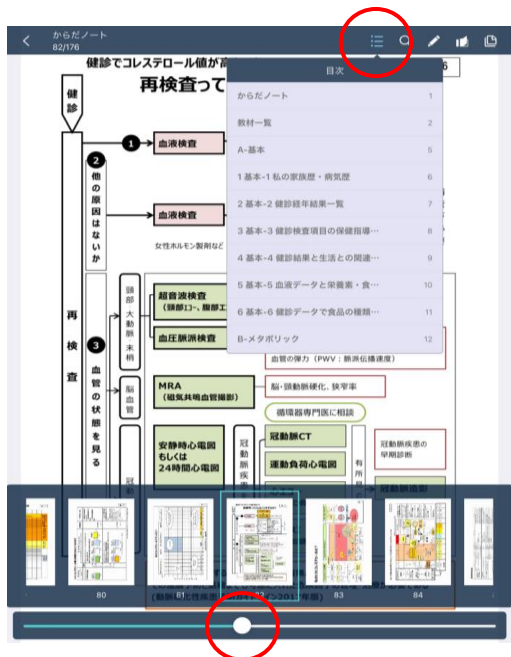 からだノート
82/176
健診でコレステロール値が高
6
再検査って
目次
からだノート 1
教材一覧 2
A-基本 5
1 基本-1 私の家族歴・病気歴 6
2 基本-2 健診経年結果一覧 7
3 基本-3 健診検査項目の保健指導… 8
4 基本-4 健診結果と生活との関連… 9
5 基本-5 血液データと栄養素・食… 10
6 基本-6 健診データで食品の種類… 11
B-メタボリック 12
健診
再検査
1
血液検査
2
他の原因はないか
血液検査
女性ホルモン製剤など
3
血管の状態を見る
頸部 大動脈 末梢
超音波検査
(頸部エコー、腹部エ
血圧脈派検査
血管の弾力（PWV：脈派伝播速度）
脳血管
MRA
（磁気共鳴血管撮影）
脳・頸動脈硬化、狭窄率
循環器専門医に相談
冠動
安静時心電図
もしくは
24時間心電図
冠動脈疾
冠動脈CT
運動負荷心電図
有所見
冠動脈疾患の
早期診断
冠動脈造影
80
81
82
83
84